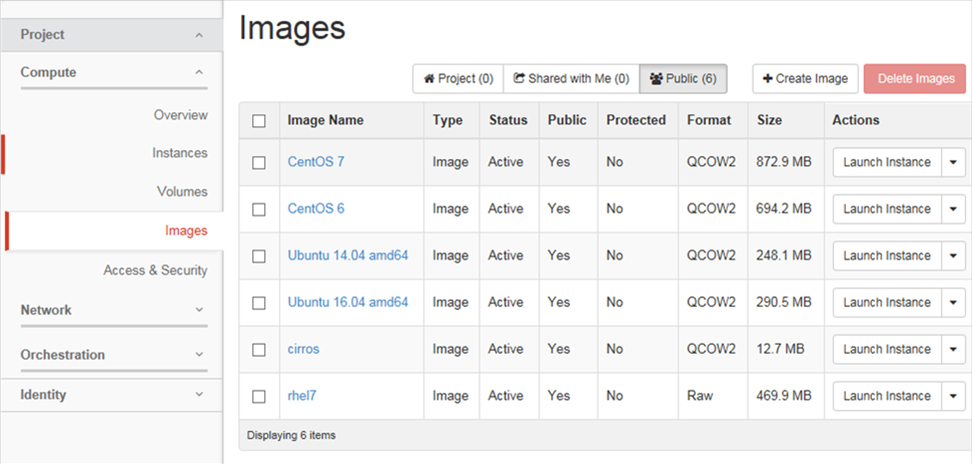 Project
Compute
Overview
Instances
Volumes
Images
Access & Security
Network
Orchestration
Identity
Images
Project (0) Shared with Me (0) Public (6) Create Image Delete Images
Image Name Type Status Public Protected Format Size Actions
CentOS 7 Image Active Yes No QCOW2 872.9 MB Launch Instance
CentOS 6 Image Active Yes No QCOW2 694.2 MB Launch Instance
Ubuntu 14.04 amd64 Image Active Yes No QCOW2 248.1 MB Launch Instance
Ubuntu 16.04 amd64 Image Active Yes No QCOW2 290.5 MB Launch Instance
cirros Image Active Yes No QCOW2 12.7 MB Launch Instance
rhel7 Image Active Yes No Raw 469.9 MB Launch Instance
Displaying 6 items